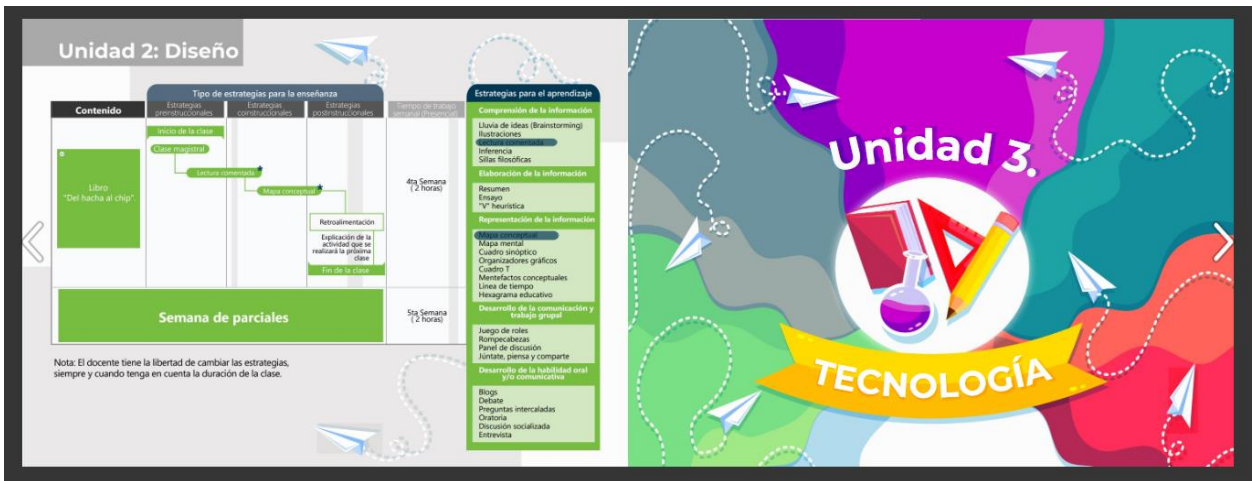 Unidad 2: Diseño
Tipo de estrategias para la enseñanza
Contenido
Estrategias
preinstruccionales
Estrategias
construccionales
Estrategias
postinstruccionales
Tiempo de trabajo
semanal (Presencial)
Inicio de la clase
Clase magistral
Lectura comentada
Mapa conceptual
Libro
"Del hacha al chip"
Retroalimentación
Explicación de la
actividad que se
realizará la próxima
clase
Fin de la clase
4ta Semana
( 2 horas)
Semana de parciales
5ta Semana
( 2 horas)
Nota: El docente tiene la libertad de cambiar las estrategias,
siempre y cuando tenga en cuenta la duración de la clase.
Estrategias para el aprendizaje
Comprensión de la información
Lluvia de ideas (Brainstorming)
Ilustraciones
Lectura comentada
Inferencia
Sillas filosóficas
Elaboración de la información
Resumen
Ensayo
"V" heurística
Representación de la información
Mapa conceptual
Mapa mental
Cuadro sinóptico
Organizadores gráficos
Cuadro T
Mentefactos conceptuales
Linea de tiempo
Hexagrama educativo
Desarrollo de la comunicación y
trabajo grupal
Juego de roles
Rompecabezas
Panel de discusión
Júntate, piensa y comparte
Desarrollo de la habilidad oral
y/o comunicativa
Blogs
Debate
Preguntas intercaladas
Oratoria
Discusión socializada
Entrevista
Unidad 3.
TECNOLOGÍA